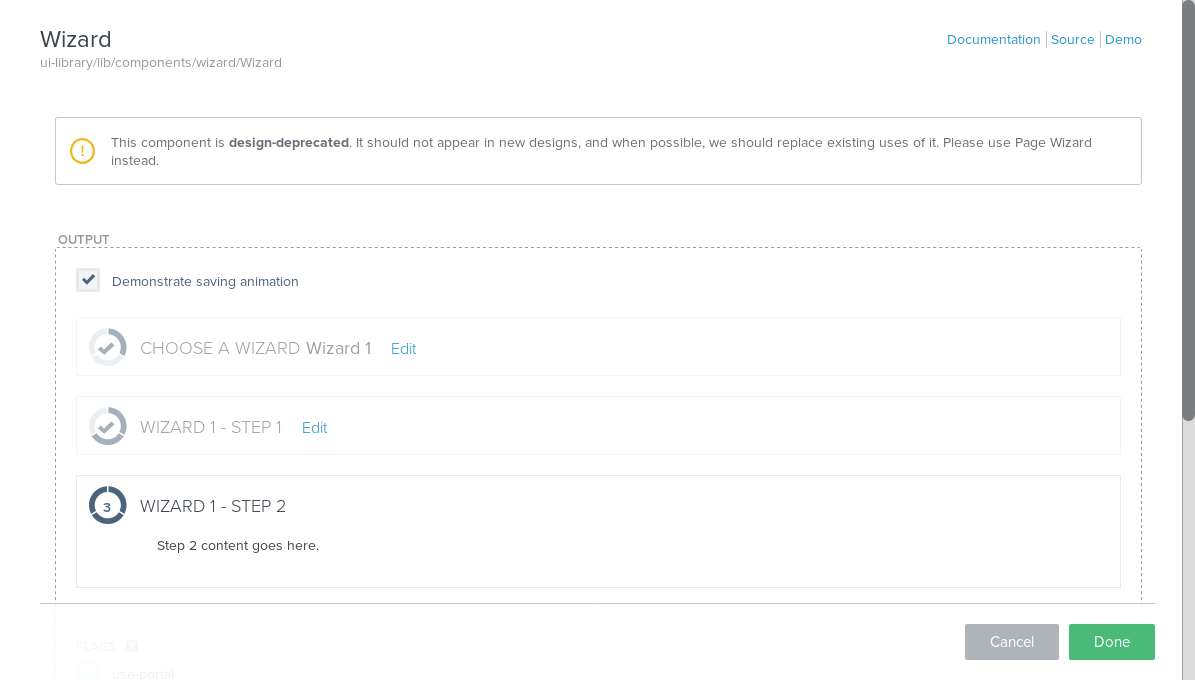 Wizard
Documentation Source Demo
ui-library/lib/components/wizard/Wizard
This component is design-deprecated. It should not appear in new designs, and when possible, we should replace existing uses of it. Please use Page Wizard
instead.
OUTPUT
Demonstrate saving animation
CHOOSE A WIZARD Wizard 1 Edit
WIZARD 1 - STEP 1 Edit
3 WIZARD 1 - STEP 2
Step 2 content goes here.
Cancel Done
FLAGS ?
use-portal